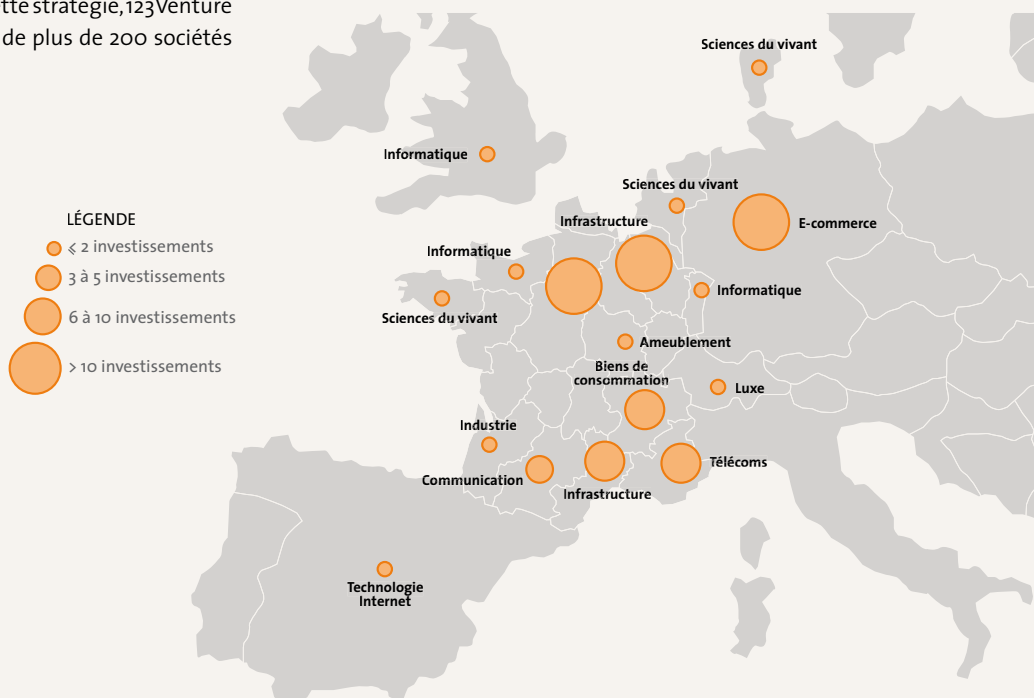 tte stratégie, 123Venture
de plus de 200 sociétés
Sciences du vivant
Informatique
Sciences du vivant
LÉGENDE
Infrastructure
E-commerce
⩽ 2 investissements
Informatique
3 à 5 investissements
Informatique
6 à 10 investissements
Sciences du vivant
Ameublement
> 10 investissements
Biens de
consommation
Luxe
Industrie
Télécoms
Communication
Infrastructure
Technologie
Internet